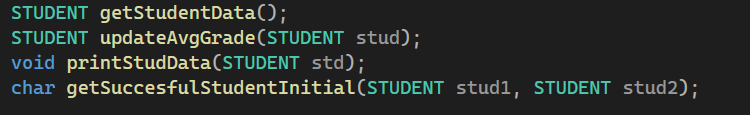 STUDENT getStudentData();
STUDENT updateAvgGrade(STUDENT stud);
void printStudData(STUDENT std);
char getSuccesfulStudentInitial(STUDENT stud1, STUDENT stud2);